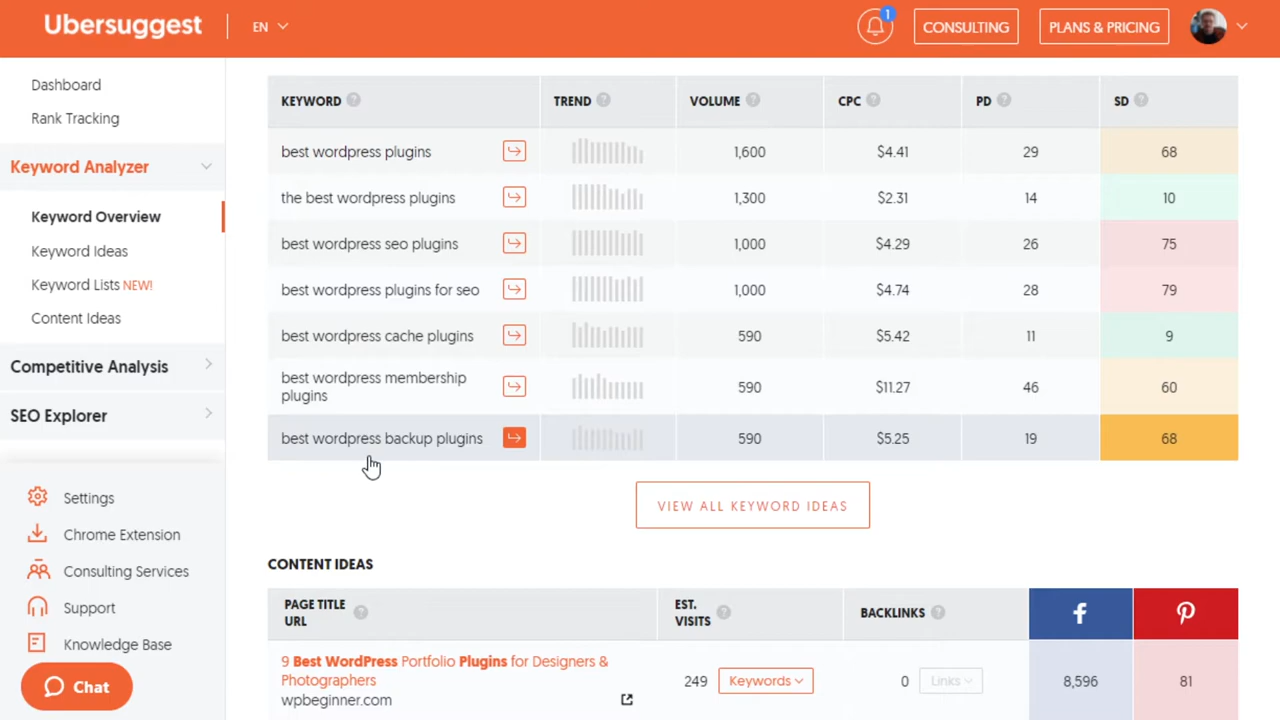 Ubersuggest
EN
1
CONSULTING
PLANS & PRICING
Dashboard
Rank Tracking
Keyword Analyzer
Keyword Overview
Keyword Ideas
Keyword Lists NEW!
Content Ideas
Competitive Analysis
SEO Explorer
Settings
Chrome Extension
Consulting Services
Support
Knowledge Base
Chat
KEYWORD ? TREND ? VOLUME ? CPC ? PD ? SD ?
best wordpress plugins 1,600 $4.41 29 68
the best wordpress plugins 1,300 $2.31 14 10
best wordpress seo plugins 1,000 $4.29 26 75
best wordpress plugins for seo 1,000 $4.74 28 79
best wordpress cache plugins 590 $5.42 11 9
best wordpress membership
plugins 590 $11.27 46 60
best wordpress backup plugins 590 $5.25 19 68
VIEW ALL KEYWORD IDEAS
CONTENT IDEAS
PAGE TITLE
URL ?
EST.
VISITS ?
BACKLINKS ?
9 Best WordPress Portfolio Plugins for Designers &
Photographers
wpbeginner.com
249 Keywords 0 Links 8,596 81